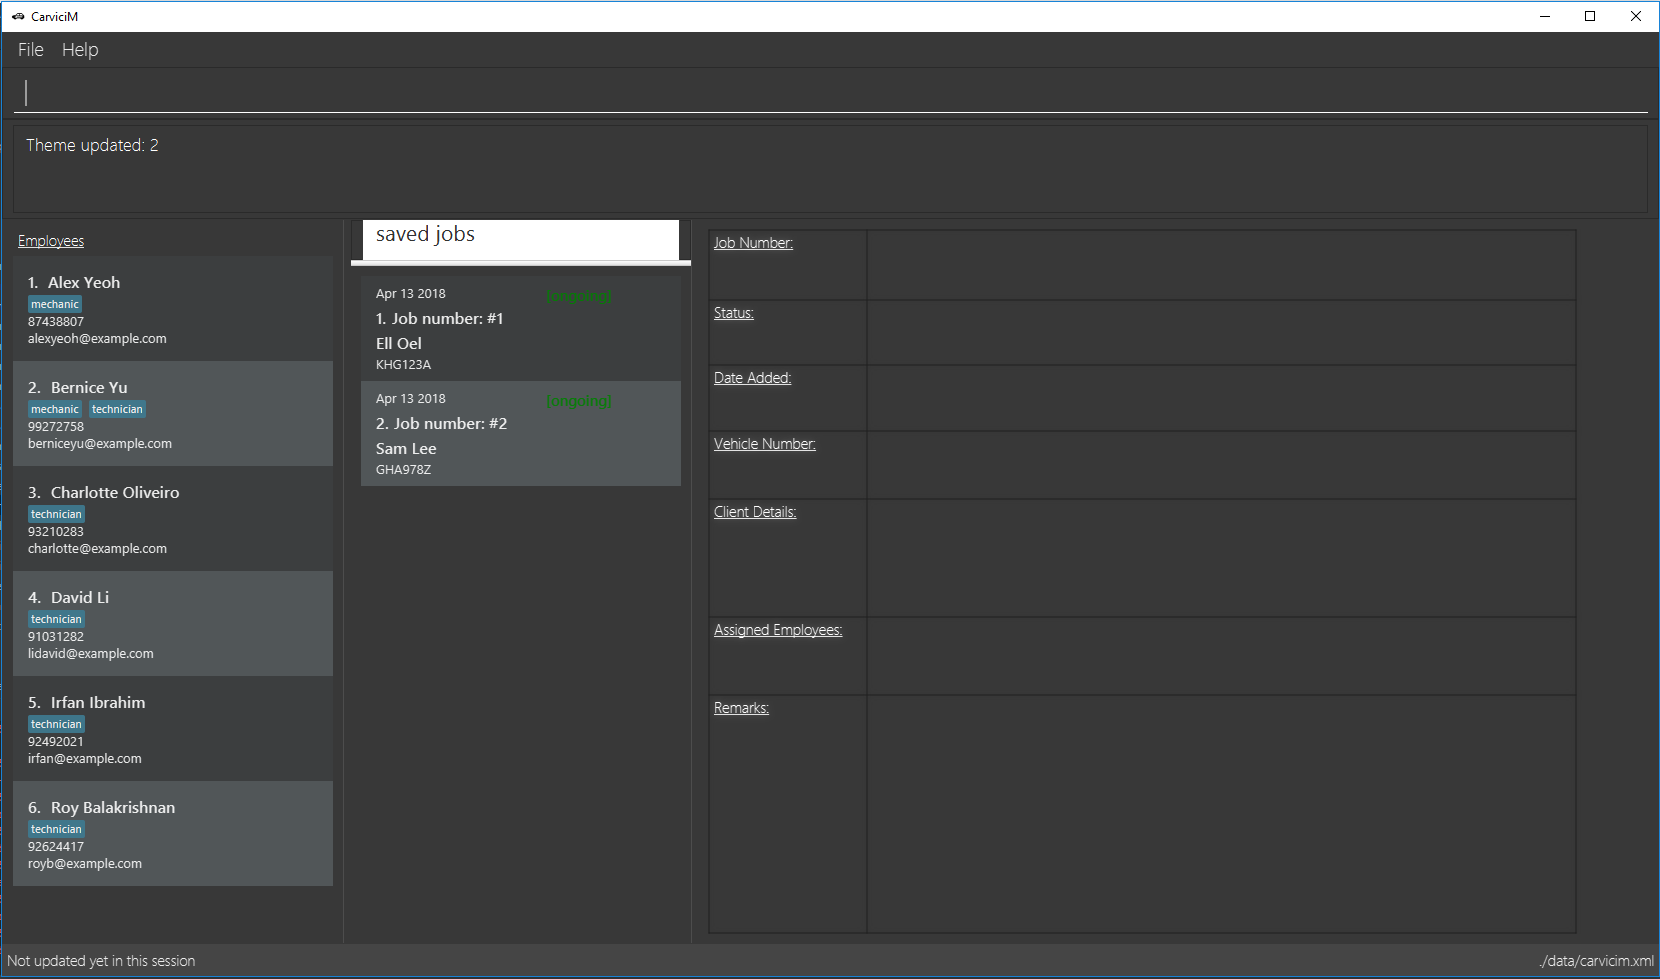 CarviciM
File Help
Theme updated: 2
Employees
1. Alex Yeoh
mechanic
87438807
alexyeoh@example.com
2. Bernice Yu
mechanic technician
99272758
berniceyu@example.com
3. Charlotte Oliveiro
technician
93210283
charlotte@example.com
4. David Li
technician
91031282
lidavid@example.com
5. Irfan Ibrahim
technician
92492021
irfan@example.com
6. Roy Balakrishnan
technician
92624417
royb@example.com
saved jobs
Apr 13 2018 [ongoing]
1. Job number: #1
Ell Oel
KHG123A
Apr 13 2018 [ongoing]
2. Job number: #2
Sam Lee
GHA978Z
Job Number:
Status:
Date Added:
Vehicle Number:
Client Details:
Assigned Employees:
Remarks:
Not updated yet in this session
./data/carvicim.xml